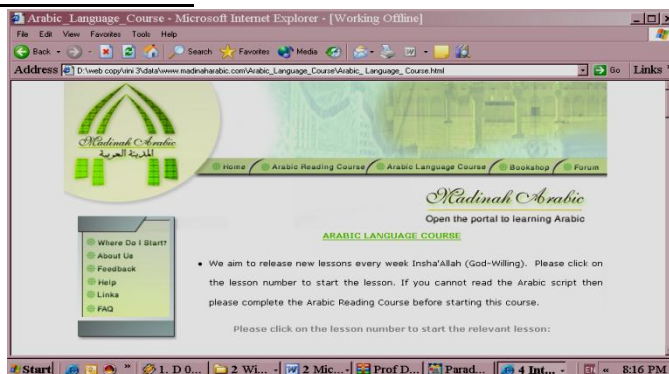 Arabic_Language_Course - Microsoft Internet Explorer - [Working Offline]
File Edit View Favorites Tools Help
Back Search Favorites Media
Address D:\web copy\irini 3\data\www.madinaharabic.com\Arabic_Language_Course\Arabic_ Language_ Course.html Go Links
Madinah Arabic
المدينة العربية
Home Arabic Reading Course Arabic Language Course Bookshop Forum
Madinah Arabic
Open the portal to learning Arabic
ARABIC LANGUAGE COURSE
Where Do I Start?
About Us
Feedback
Help
Links
FAQ
• We aim to release new lessons every week Insha'Allah (God-Willing). Please click on
the lesson number to start the lesson. If you cannot read the Arabic script then
please complete the Arabic Reading Course before starting this course.
Please click on the lesson number to start the relevant lesson:
Start » 1. D 0... 2 Wi... 2 Mic... Prof D... Parad... 4 Int... EN « 8:16 PM